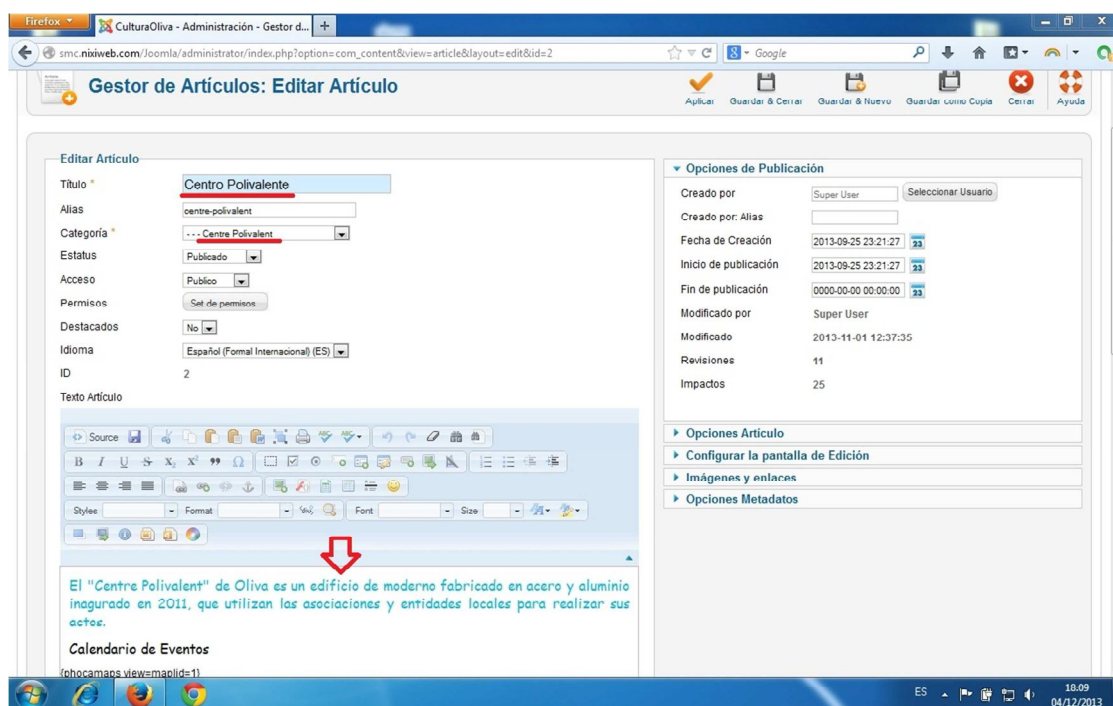 Firefox
CulturaOliva - Administración - Gestor d...
smc.nixiweb.com/Joomla/administrator/index.php?option=com_content&view=article&layout=edit&id=2
Google
Gestor de Artículos: Editar Artículo
Aplicar Guardar & Cerrar Guardar & Nuevo Guardar como Copia Cerrar Ayuda
Editar Artículo
Título * Centro Polivalente
Alias centre-polivalent
Categoría * - - - Centre Polivalent
Estatus Publicado
Acceso Publico
Permisos Set de permisos
Destacados No
Idioma Español (Formal Internacional) (ES)
ID 2
Texto Artículo
Source
B I U S X₂ X² Ω
Styles Format Font Size
El "Centre Polivalent" de Oliva es un edificio de moderno fabricado en acero y aluminio
inagurado en 2011, que utilizan las asociaciones y entidades locales para realizar sus
actos.
Calendario de Eventos
{phocamaps view=map|id=1}
Opciones de Publicación
Creado por Super User Seleccionar Usuario
Creado por: Alias
Fecha de Creación 2013-09-25 23:21:27 23
Inicio de publicación 2013-09-25 23:21:27 23
Fin de publicación 0000-00-00 00:00:00 23
Modificado por Super User
Modificado 2013-11-01 12:37:35
Revisiones 11
Impactos 25
Opciones Artículo
Configurar la pantalla de Edición
Imágenes y enlaces
Opciones Metadatos
ES
18:09
04/12/2013